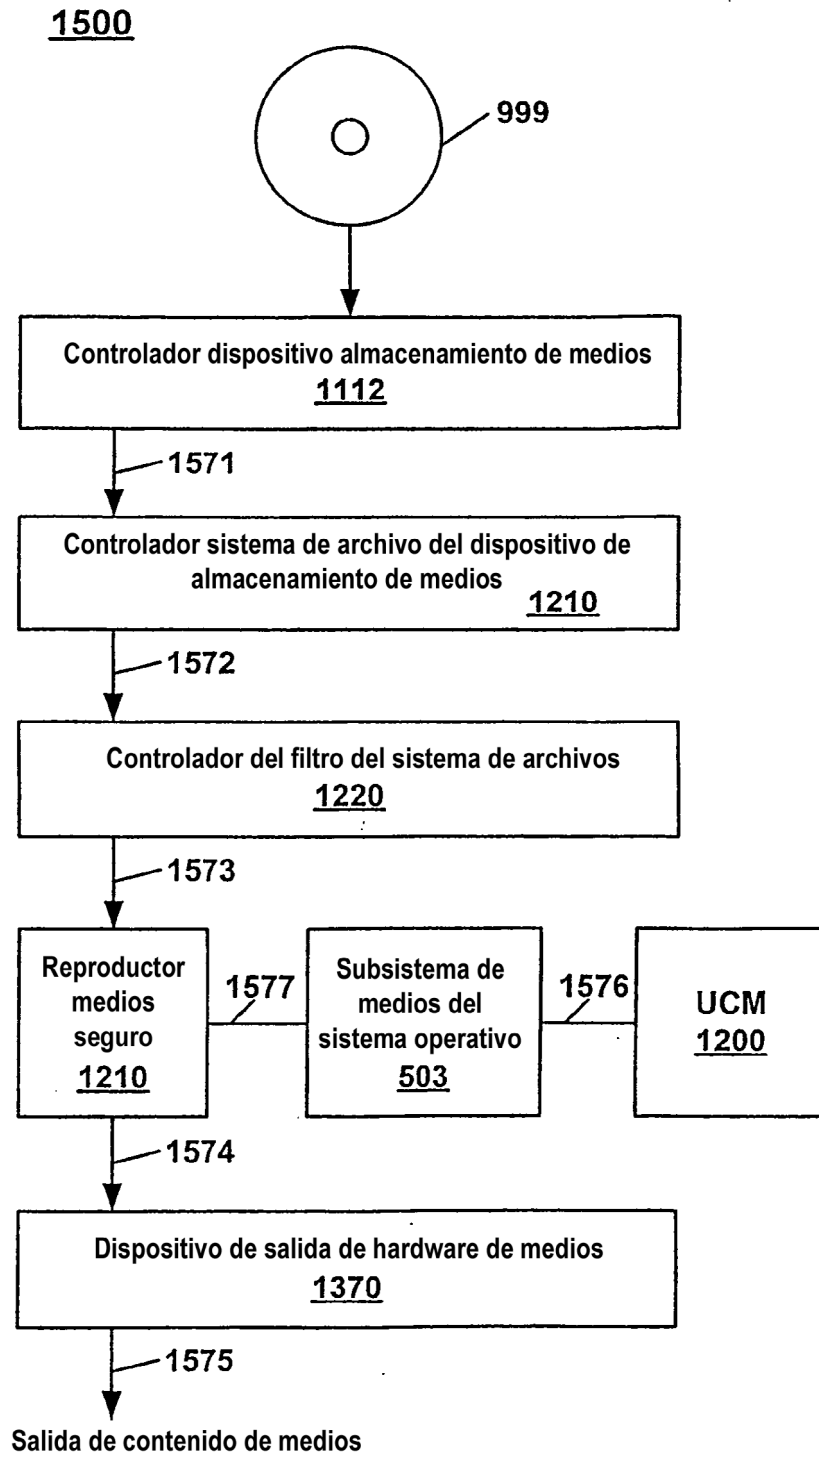 1500
999
Controlador dispositivo almacenamiento de medios
1112
1571
Controlador sistema de archivo del dispositivo de
almacenamiento de medios
1210
1572
Controlador del filtro del sistema de archivos
1220
1573
Reproductor
medios
seguro
1210
1577
Subsistema de
medios del
sistema operativo
503
1576
UCM
1200
1574
Dispositivo de salida de hardware de medios
1370
1575
Salida de contenido de medios